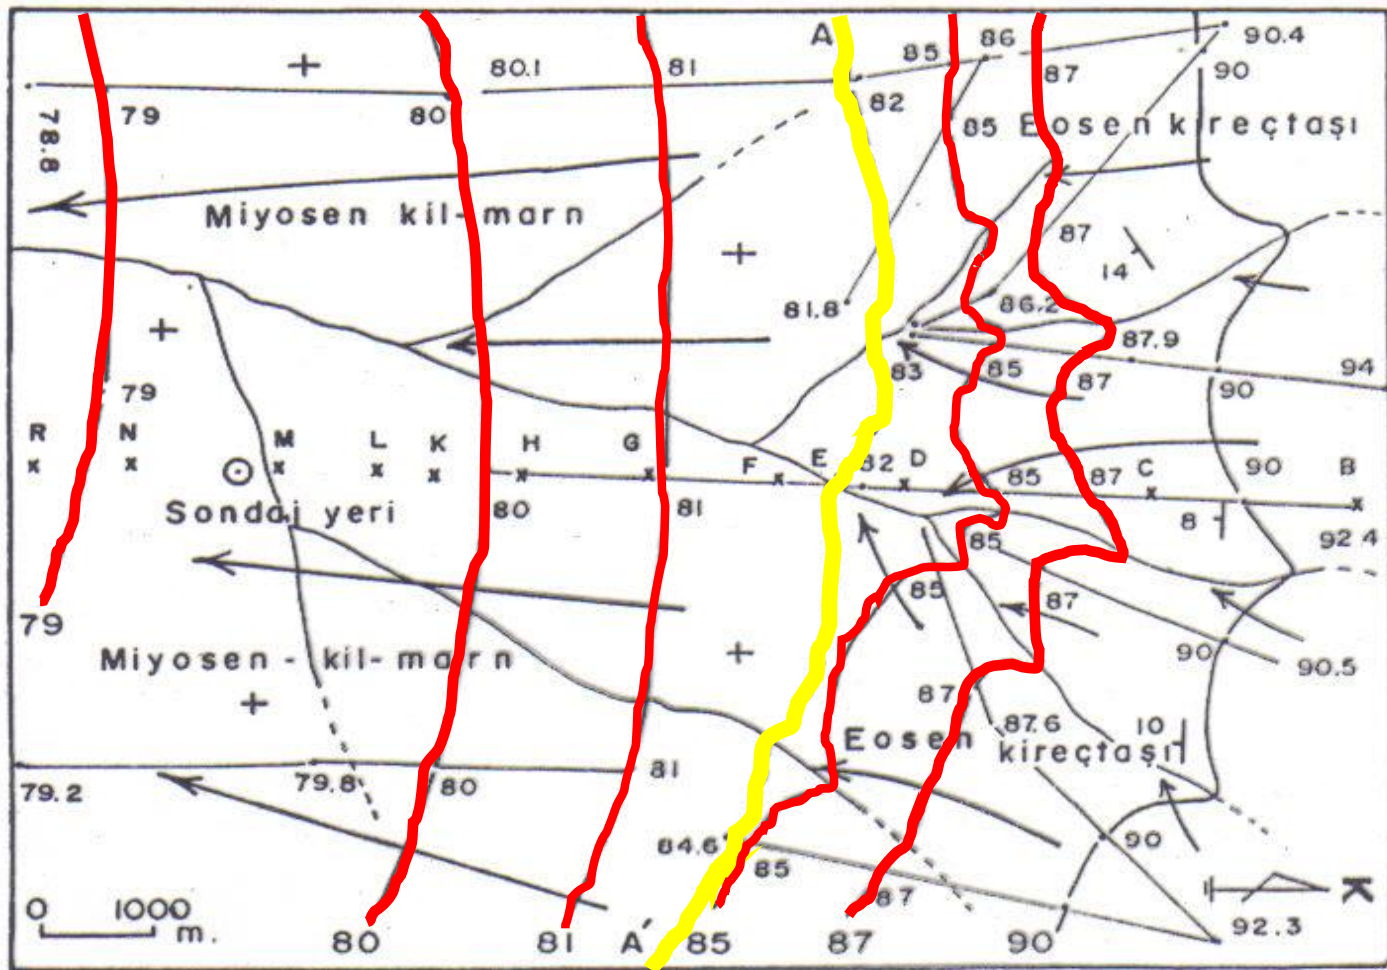 A 85 86 90.4
80.1 81 87 90
79 80 82
78.8
85 Eosen kireçtaşı
Miyosen kil-marn
87
14
81.8 86.2
83 85 87.9 94
87 90
79
R N M L K H G F E 82 D 85 87 C 90 B
Sondaj yeri 80 81 8
85 92.4
85 87
79
Miyosen - kil-marn 90 90.5
87
87.6 10
Eosen kireçtaşı
79.2 79.8 80 81
84.6 85 90
87 K
0 1000 m.
80 81 A' 85 87 90 92.3